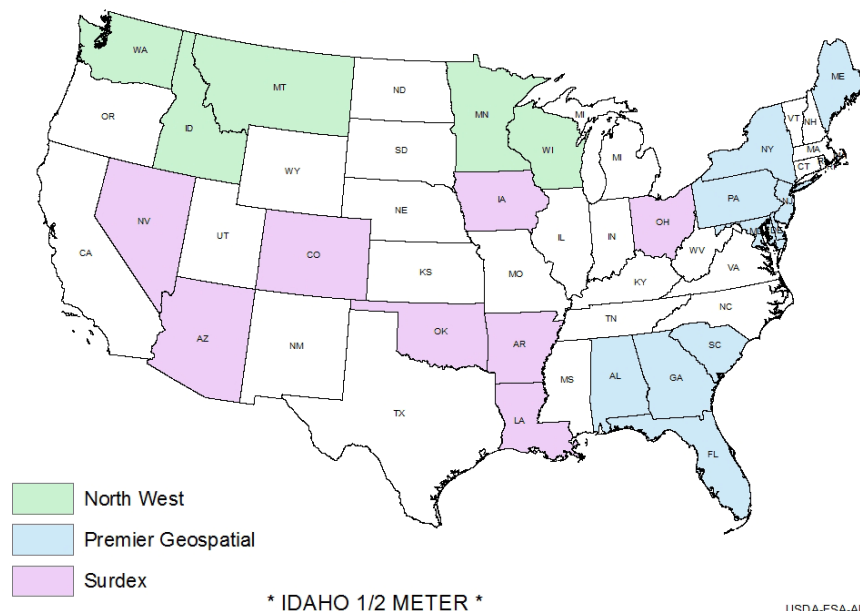 WA
MT
ND
MN
ME
OR
ID
MI
VT
NH
WI
SD
NY
MI
MA
WY
CT
IA
PA
NE
NJ
NV
OH
UT
IL
IN
MD
DE
CO
WV
CA
VA
KS
MO
KY
NC
TN
OK
AZ
AR
SC
NM
MS
AL
GA
TX
LA
FL
North West
Premier Geospatial
Surdex
* IDAHO 1/2 METER *